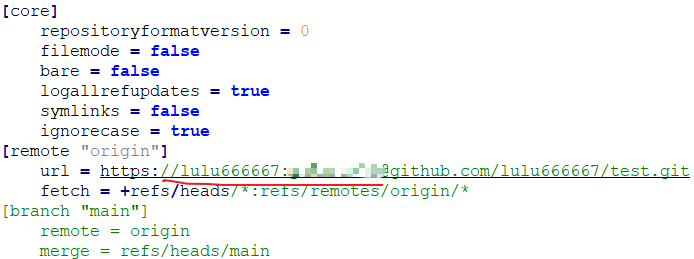 [core]
repositoryformatversion = 0
filemode = false
bare = false
logallrefupdates = true
symlinks = false
ignorecase = true
[remote "origin"]
url = https://lulu666667:@github.com/lulu666667/test.git
fetch = +refs/heads/*:refs/remotes/origin/*
[branch "main"]
remote = origin
merge = refs/heads/main